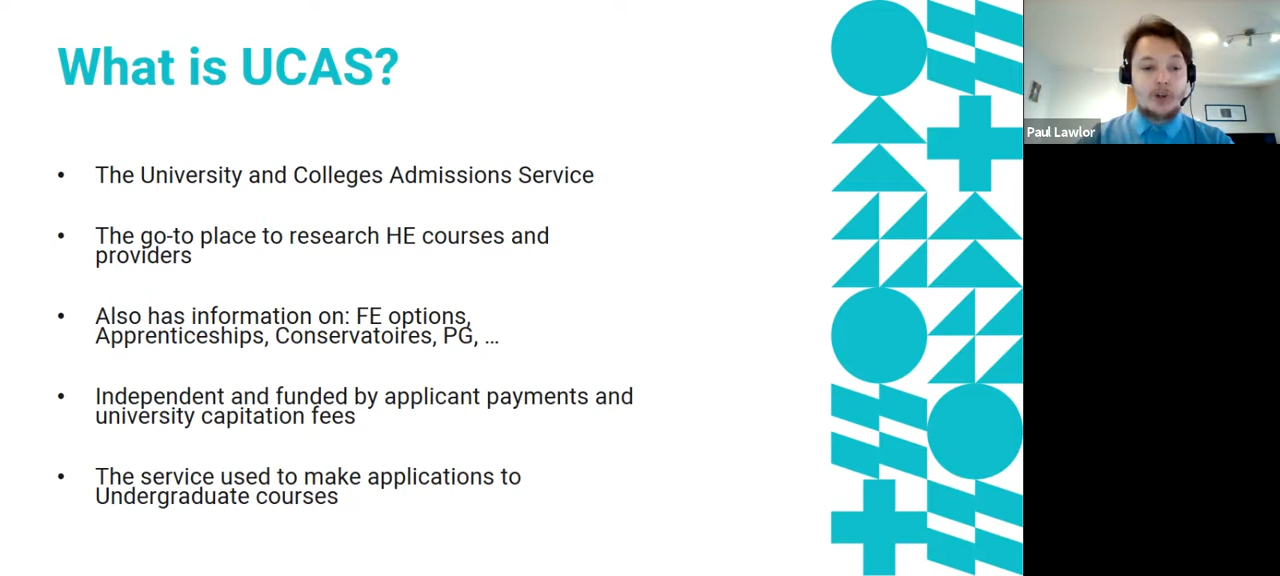 What is UCAS?
• The University and Colleges Admissions Service
• The go-to place to research HE courses and
providers
• Also has information on: FE options,
Apprenticeships, Conservatoires, PG, ...
• Independent and funded by applicant payments and
university capitation fees
• The service used to make applications to
Undergraduate courses
Paul Lawlor